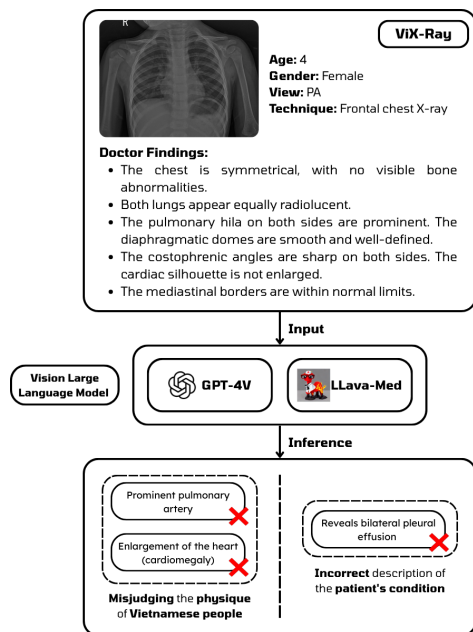 R
ViX-Ray
Age: 4
Gender: Female
View: PA
Technique: Frontal chest X-ray
Doctor Findings:
• The chest is symmetrical, with no visible bone
abnormalities.
• Both lungs appear equally radiolucent.
• The pulmonary hila on both sides are prominent. The
diaphragmatic domes are smooth and well-defined.
• The costophrenic angles are sharp on both sides. The
cardiac silhouette is not enlarged.
• The mediastinal borders are within normal limits.
Input
Vision Large
Language Model
GPT-4V
LLava-Med
Inference
Prominent pulmonary
artery
Enlargement of the heart
(cardiomegaly)
Misjudging the physique
of Vietnamese people
Reveals bilateral pleural
effusion
Incorrect description of
the patient's condition